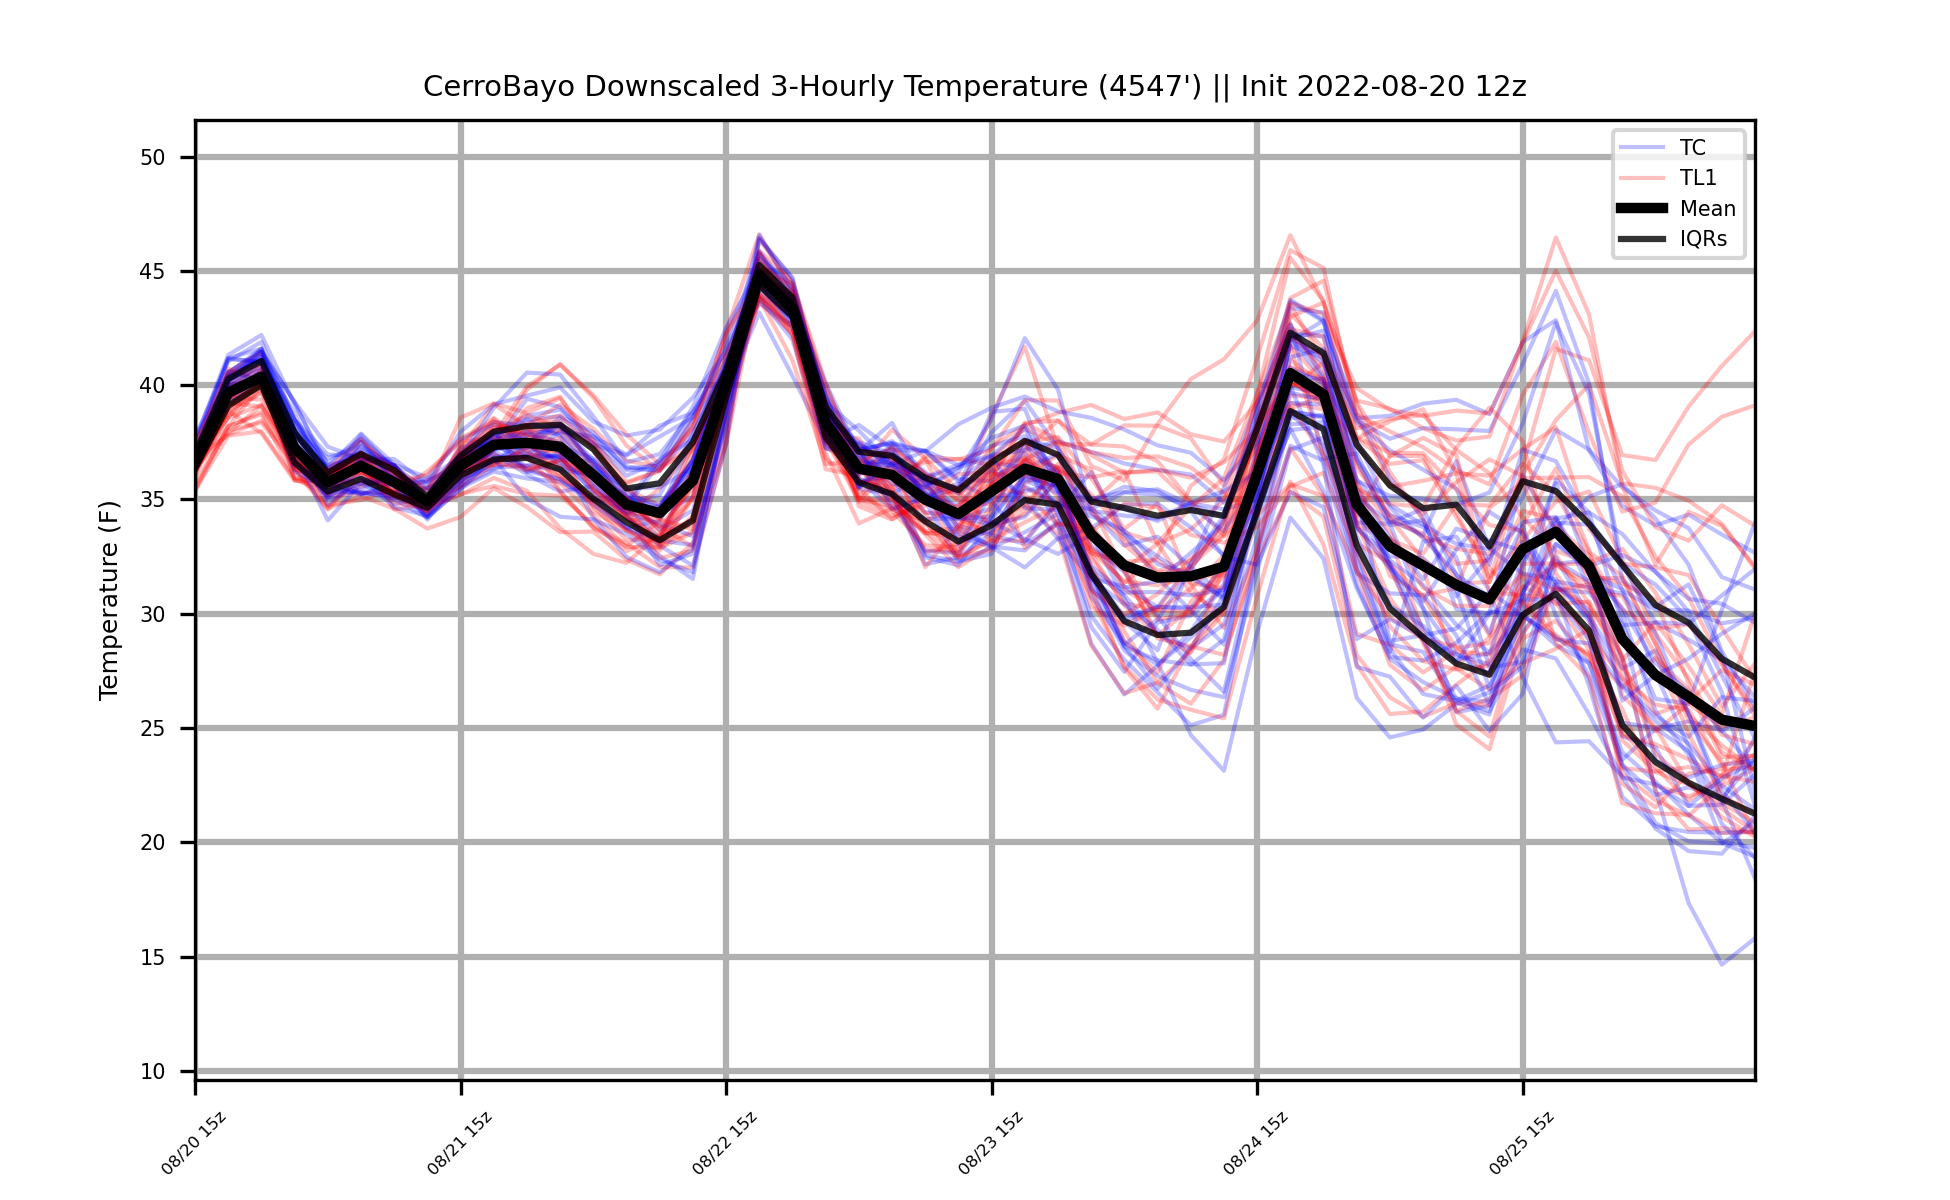 CerroBayo Downscaled 3-Hourly Temperature (4547') || Init 2022-08-20 12z
TC
TL1
Mean
IQRs
Temperature (F)
50
45
40
35
30
25
20
15
10
08/20 15z
08/21 15z
08/22 15z
08/23 15z
08/24 15z
08/25 15z